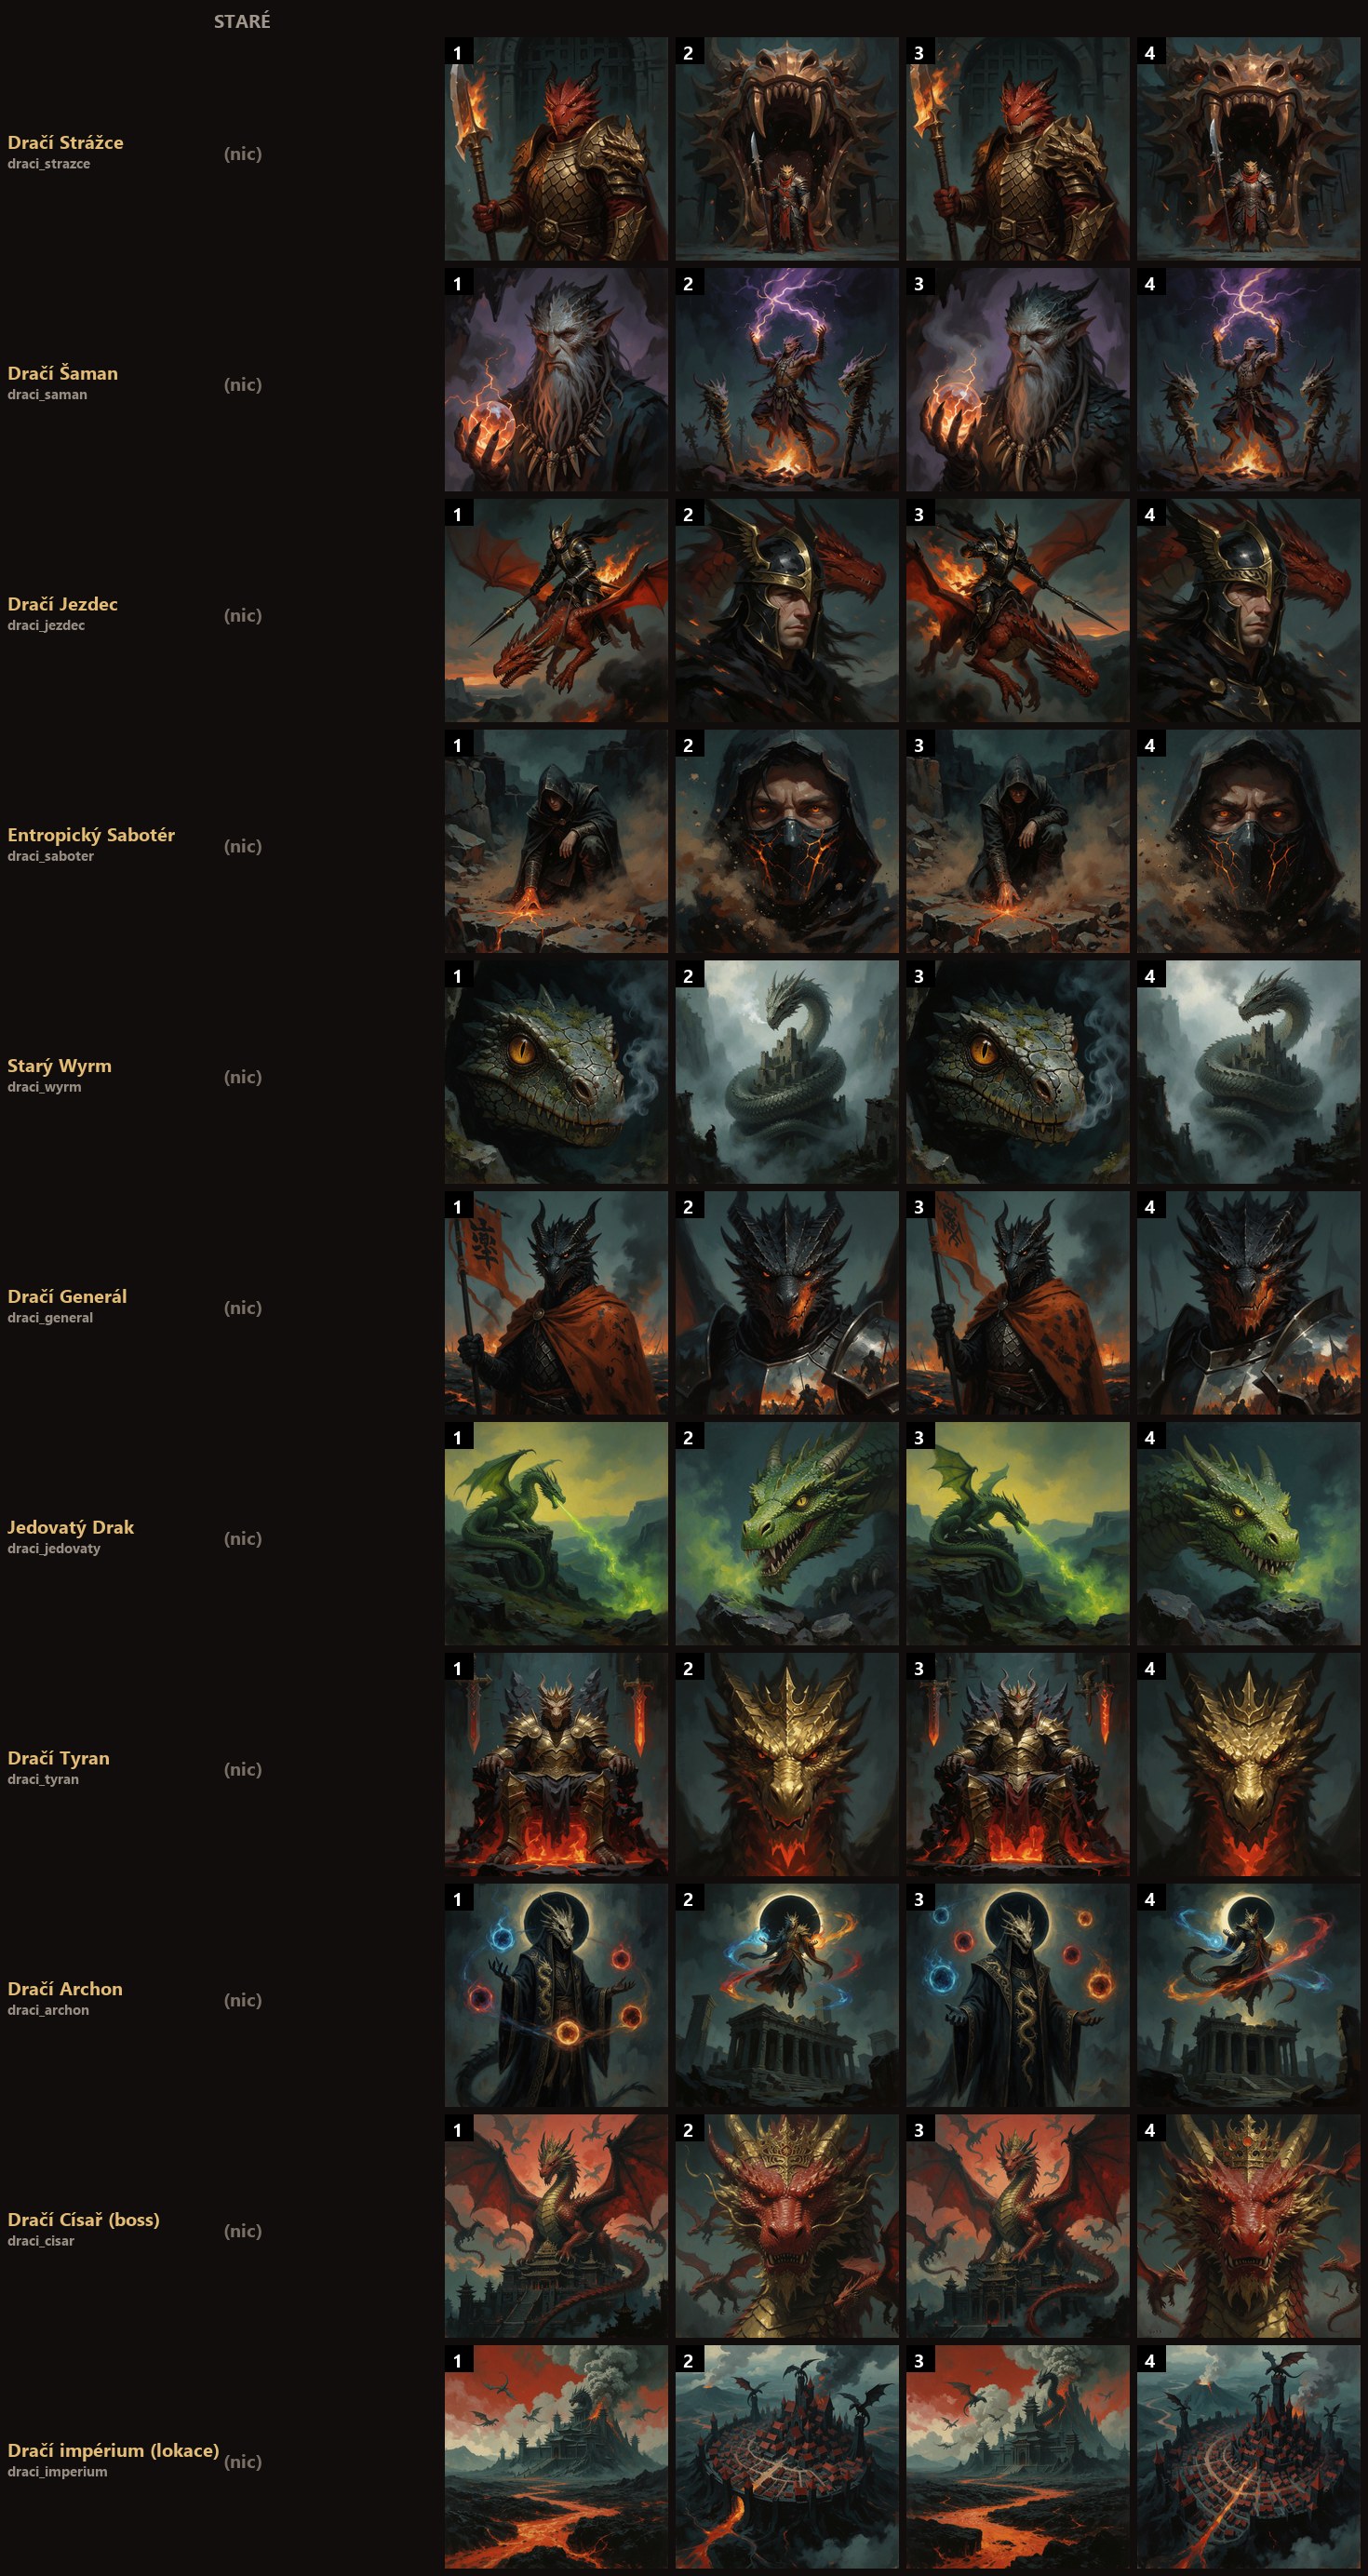 STARÉ
1 2 3 4
Dračí Strážce
draci_strazce
(nic)
1 2 3 4
Dračí Šaman
draci_saman
(nic)
1 2 3 4
Dračí Jezdec
draci_jezdec
(nic)
1 2 3 4
Entropický Sabotér
draci_saboter
(nic)
1 2 3 4
Starý Wyrm
draci_wyrm
(nic)
1 2 3 4
Dračí Generál
draci_general
(nic)
1 2 3 4
Jedovatý Drak
draci_jedovaty
(nic)
1 2 3 4
Dračí Tyran
draci_tyran
(nic)
1 2 3 4
Dračí Archon
draci_archon
(nic)
1 2 3 4
Dračí Císař (boss)
draci_cisar
(nic)
1 2 3 4
Dračí impérium (lokace)
draci_imperium
(nic)